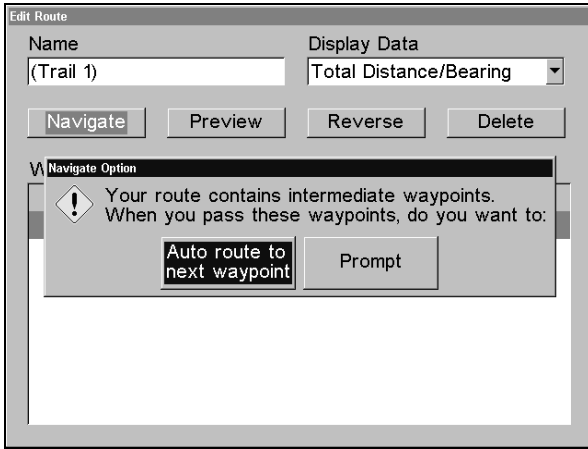 Edit Route
Name
Display Data
(Trail 1)
Total Distance/Bearing
Navigate
Preview
Reverse
Delete
Navigate Option
Your route contains intermediate waypoints.
When you pass these waypoints, do you want to:
Auto route to
next waypoint
Prompt